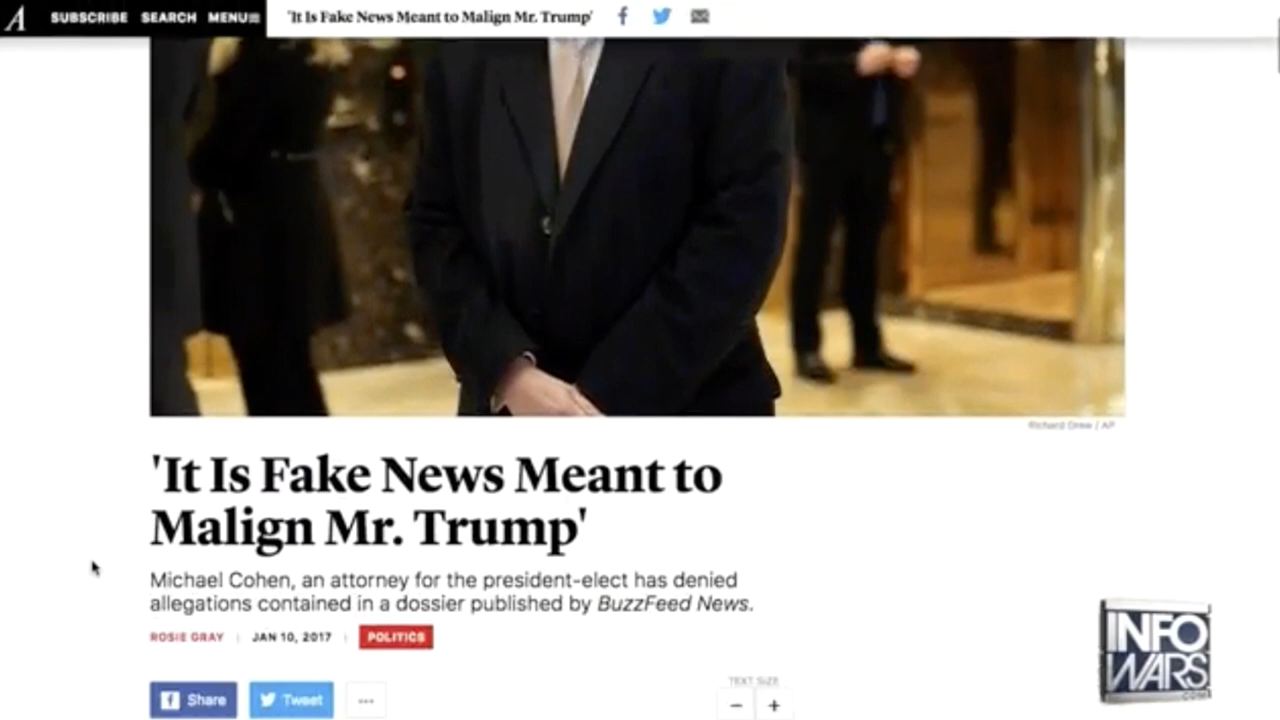 A SUBSCRIBE SEARCH MENU 'It Is Fake News Meant to Malign Mr. Trump'
Richard Drew / AP
'It Is Fake News Meant to
Malign Mr. Trump'
Michael Cohen, an attorney for the president-elect has denied
allegations contained in a dossier published by BuzzFeed News.
ROSIE GRAY | JAN 10, 2017 | POLITICS
TEXT SIZE
f Share Tweet ... − +
INFO
WARS
.COM